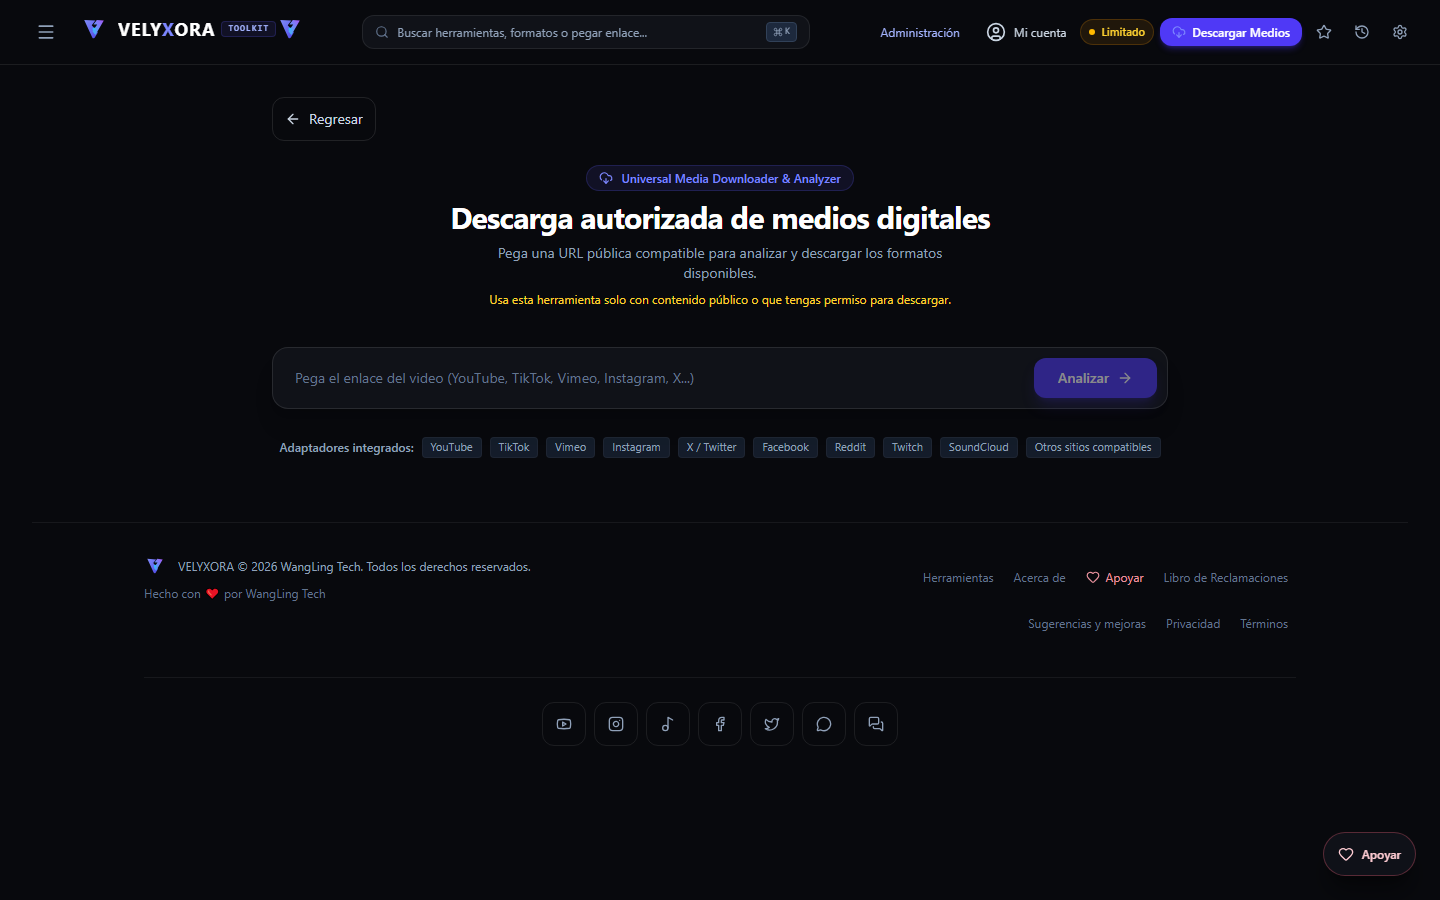 VELYXORA TOOLKIT
Buscar herramientas, formatos o pegar enlace...
⌘ K
Administración
Mi cuenta
Limitado
Descargar Medios
Regresar
Universal Media Downloader & Analyzer
Descarga autorizada de medios digitales
Pega una URL pública compatible para analizar y descargar los formatos
disponibles.
Usa esta herramienta solo con contenido público o que tengas permiso para descargar.
Pega el enlace del video (YouTube, TikTok, Vimeo, Instagram, X...)
Analizar
Adaptadores integrados: YouTube TikTok Vimeo Instagram X / Twitter Facebook Reddit Twitch SoundCloud Otros sitios compatibles
VELYXORA © 2026 WangLing Tech. Todos los derechos reservados.
Hecho con ❤ por WangLing Tech
Herramientas Acerca de Apoyar Libro de Reclamaciones
Sugerencias y mejoras Privacidad Términos
Apoyar